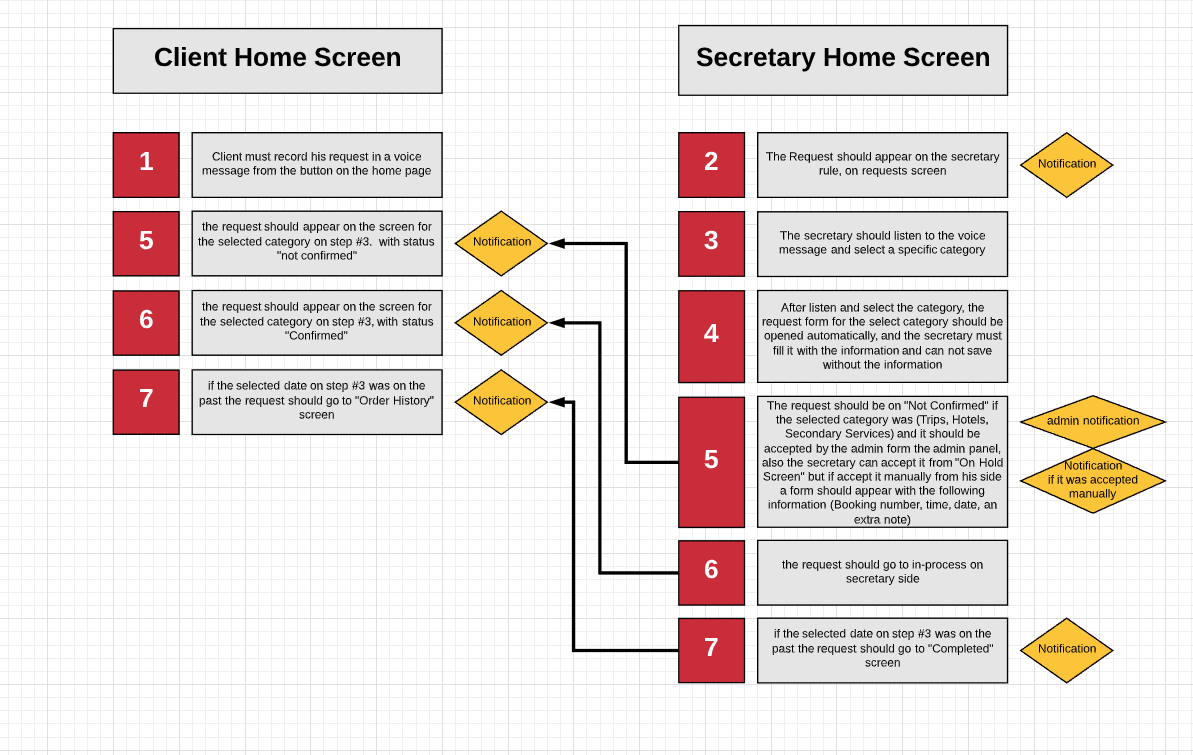 Client Home Screen
Secretary Home Screen
1
Client must record his request in a voice
message from the button on the home page
5
the request should appear on the screen for
the selected category on step #3.  with status
"not confirmed"
Notification
6
the request should appear on the screen for
the selected category on step #3, with status
"Confirmed"
Notification
7
if the selected date on step #3 was on the
past the request should go to "Order History"
screen
Notification
2
The Request should appear on the secretary
rule, on requests screen
Notification
3
The secretary should listen to the voice
message and select a specific category
4
After listen and select the category, the
request form for the select category should be
opened automatically, and the secretary must
fill it with the information and can not save
without the information
5
The request should be on "Not Confirmed" if
the selected category was (Trips, Hotels,
Secondary Services) and it should be
accepted by the admin form the admin panel,
also the secretary can accept it from "On Hold
Screen" but if accept it manually from his side
a form should appear with the following
information (Booking number, time, date, an
extra note)
admin notification
Notification
if it was accepted
manually
6
the request should go to in-process on
secretary side
7
if the selected date on step #3 was on the
past the request should go to "Completed"
screen
Notification